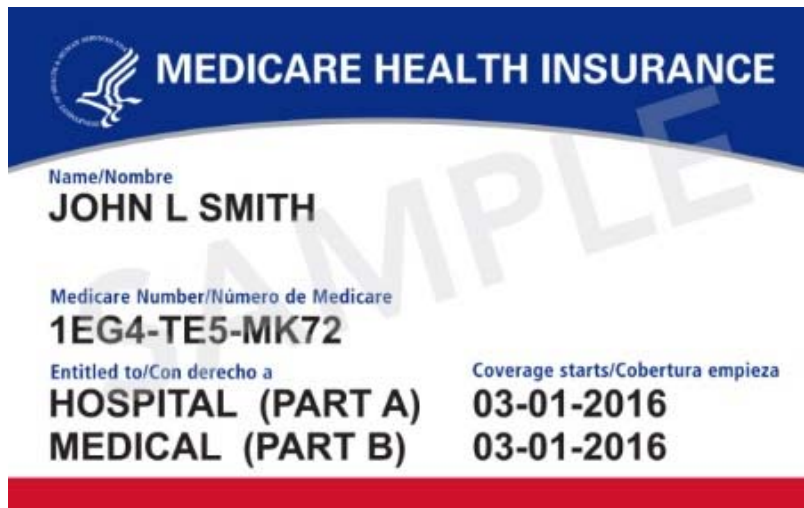 MEDICARE HEALTH INSURANCE
Name/Nombre
JOHN L SMITH
Medicare Number/Número de Medicare
1EG4-TE5-MK72
Entitled to/Con derecho a
Coverage starts/Cobertura empieza
HOSPITAL (PART A) 03-01-2016
MEDICAL (PART B) 03-01-2016
SAMPLE